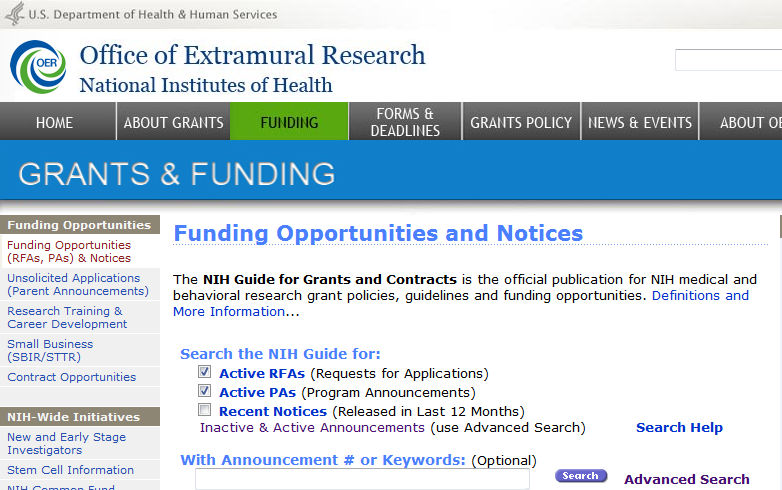 U.S. Department of Health & Human Services
OER
Office of Extramural Research
National Institutes of Health
HOME
ABOUT GRANTS
FUNDING
FORMS &
DEADLINES
GRANTS POLICY
NEWS & EVENTS
ABOUT OE
GRANTS & FUNDING
Funding Opportunities
Funding Opportunities
(RFAs, PAs) & Notices
Unsolicited Applications
(Parent Announcements)
Research Training &
Career Development
Small Business
(SBIR/STTR)
Contract Opportunities
NIH-Wide Initiatives
New and Early Stage
Investigators
Stem Cell Information
NIH Common Fund
Funding Opportunities and Notices
The NIH Guide for Grants and Contracts is the official publication for NIH medical and
behavioral research grant policies, guidelines and funding opportunities. Definitions and
More Information...
Search the NIH Guide for:
Active RFAs (Requests for Applications)
Active PAs (Program Announcements)
Recent Notices (Released in Last 12 Months)
Inactive & Active Announcements (use Advanced Search)
Search Help
With Announcement # or Keywords: (Optional)
Search
Advanced Search